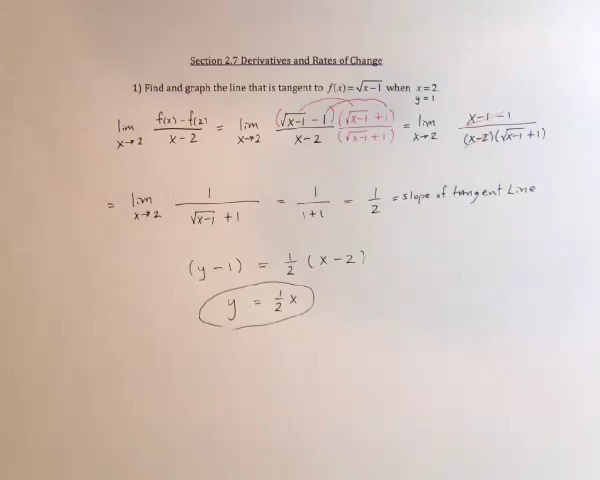 Section 2.7 Derivatives and Rates of Change
1) Find and graph the line that is tangent to f(x) = √x−1 when x = 2.
y = 1
lim x→2 f(x) − f(2) / x − 2 = lim x→2 (√x−1 − 1) / x−2 (√x−1 + 1) / (√x−1 + 1) = lim x→2 x−1 −1 / (x−2)(√x−1 + 1)
= lim x→2 1 / √x−1 + 1 = 1 / 1+1 = 1/2 = slope of tangent Line
(y − 1) = 1/2 (x − 2)
y = 1/2 x